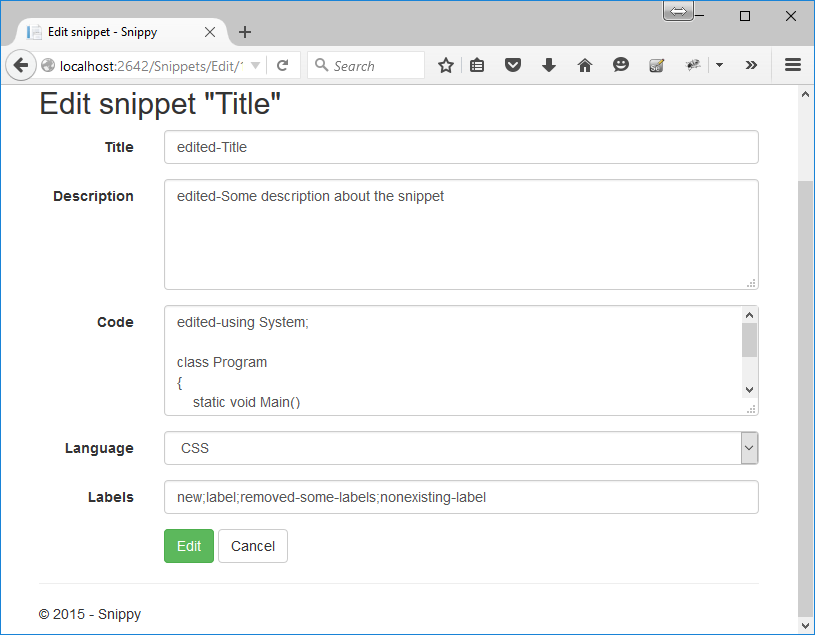 Edit snippet - Snippy
localhost:2642/Snippets/Edit/
Search
Edit snippet "Title"
Title
edited-Title
Description
edited-Some description about the snippet
Code
edited-using System;
class Program
{
static void Main()
Language
CSS
Labels
new;label;removed-some-labels;nonexisting-label
Edit
Cancel
© 2015 - Snippy